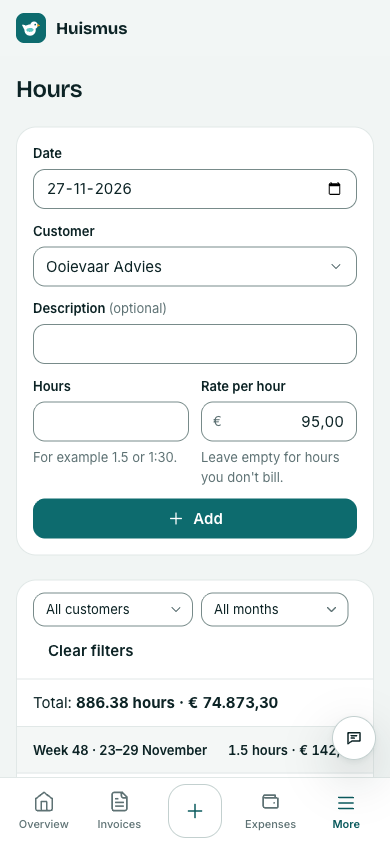 Huismus
Hours
Date
27-11-2026
Customer
Ooievaar Advies
Description (optional)
Hours
Rate per hour
€ 95,00
For example 1.5 or 1:30.
Leave empty for hours
you don't bill.
+ Add
All customers
All months
Clear filters
Total: 886.38 hours · € 74.873,30
Week 48 · 23–29 November 1.5 hours · € 142,
Overview
Invoices
Expenses
More